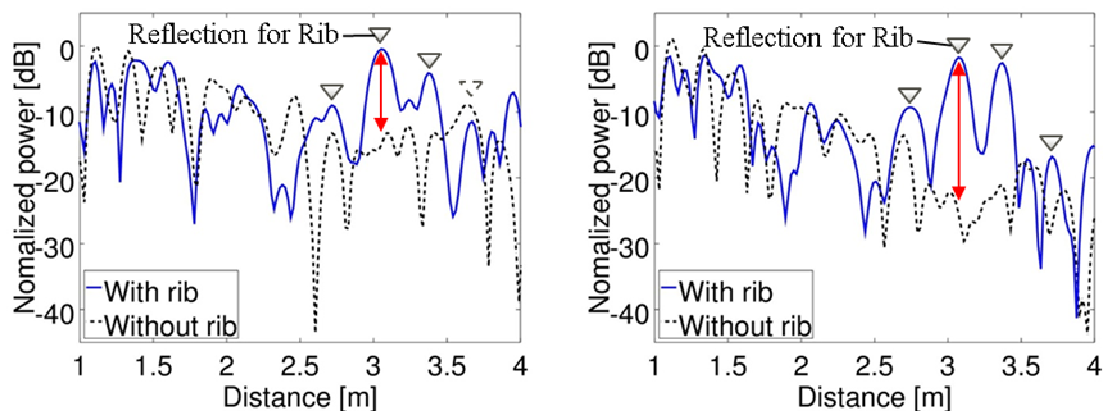 Reflection for Rib
Nomalized power [dB]
0
-10
-20
-30
-40
With rib
Without rib
1
1.5
2
2.5
3
3.5
4
Distance [m]
Reflection for Rib
Nomalized power [dB]
0
-10
-20
-30
-40
With rib
Without rib
1
1.5
2
2.5
3
3.5
4
Distance [m]